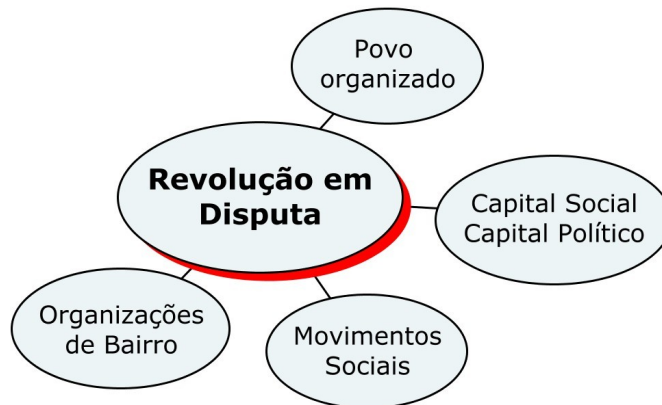 Povo
organizado
Revolução em
Disputa
Capital Social
Capital Político
Organizações
de Bairro
Movimentos
Sociais